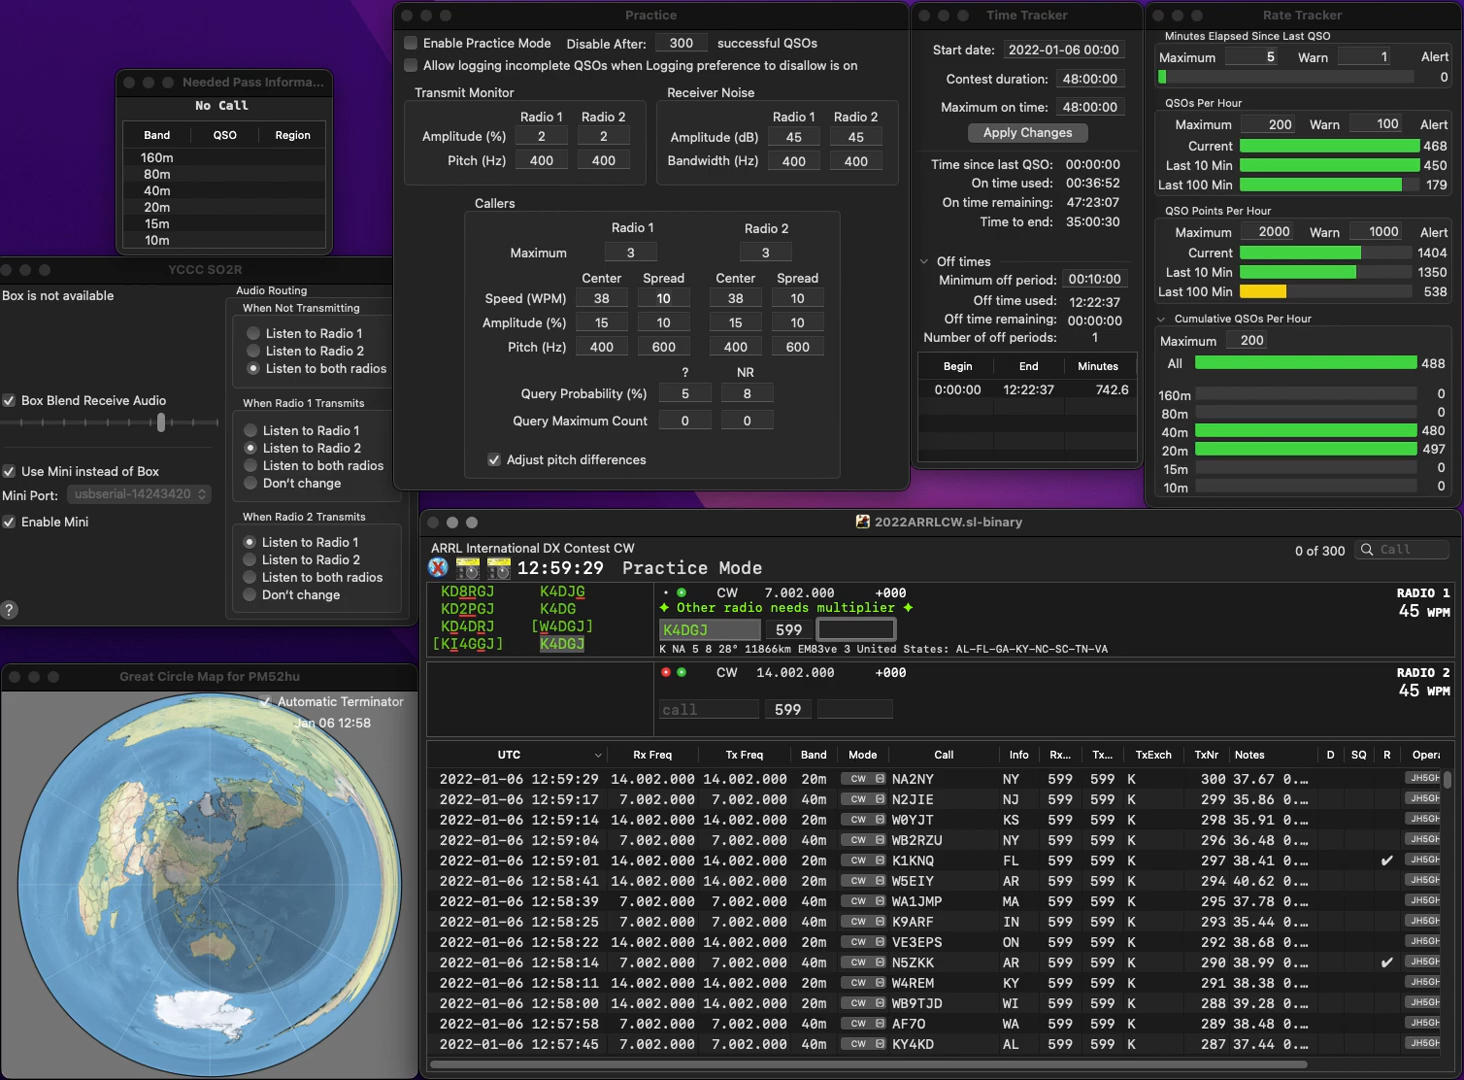 Needed Pass Informa...
No Call
Band QSO Region
160m
80m
40m
20m
15m
10m
YCCC SO2R
Box is not available
Box Blend Receive Audio
Use Mini instead of Box
Mini Port: usbserial-14243420
Enable Mini
?
Audio Routing
When Not Transmitting
Listen to Radio 1
Listen to Radio 2
Listen to both radios
When Radio 1 Transmits
Listen to Radio 1
Listen to Radio 2
Listen to both radios
Don't change
When Radio 2 Transmits
Listen to Radio 1
Listen to Radio 2
Listen to both radios
Don't change
Practice
Enable Practice Mode Disable After: 300 successful QSOs
Allow logging incomplete QSOs when Logging preference to disallow is on
Transmit Monitor
Radio 1 Radio 2
Amplitude (%) 2 2
Pitch (Hz) 400 400
Receiver Noise
Radio 1 Radio 2
Amplitude (dB) 45 45
Bandwidth (Hz) 400 400
Callers
Radio 1 Radio 2
Maximum 3 3
Center Spread Center Spread
Speed (WPM) 38 10 38 10
Amplitude (%) 15 10 15 10
Pitch (Hz) 400 600 400 600
? NR
Query Probability (%) 5 8
Query Maximum Count 0 0
Adjust pitch differences
Time Tracker
Start date: 2022-01-06 00:00
Contest duration: 48:00:00
Maximum on time: 48:00:00
Apply Changes
Time since last QSO: 00:00:00
On time used: 00:36:52
On time remaining: 47:23:07
Time to end: 35:00:30
Off times
Minimum off period: 00:10:00
Off time used: 12:22:37
Off time remaining: 00:00:00
Number of off periods: 1
Begin End Minutes
0:00:00 12:22:37 742.6
Rate Tracker
Minutes Elapsed Since Last QSO
Maximum 5 Warn 1 Alert
0
QSOs Per Hour
Maximum 200 Warn 100 Alert
Current 468
Last 10 Min 450
Last 100 Min 179
QSO Points Per Hour
Maximum 2000 Warn 1000 Alert
Current 1404
Last 10 Min 1350
Last 100 Min 538
Cumulative QSOs Per Hour
Maximum 200
All 488
160m 0
80m 0
40m 480
20m 497
15m 0
10m 0
Great Circle Map for PM52hu
Automatic Terminator
Jan 06 12:58
2022ARRLCW.sl-binary
ARRL International DX Contest CW
0 of 300 Call
12:59:29 Practice Mode
KD8RGJ K4DJG
KD2PGJ K4DG
KD4DRJ [W4DGJ]
[KI4GGJ] K4DGJ
CW 7.002.000 +000 RADIO 1
✦ Other radio needs multiplier ✦ 45 WPM
K4DGJ 599
K NA 5 8 28° 11866km EM83ve 3 United States: AL-FL-GA-KY-NC-SC-TN-VA
CW 14.002.000 +000 RADIO 2
45 WPM
call 599
UTC Rx Freq Tx Freq Band Mode Call Info Rx... Tx... TxExch TxNr Notes D SQ R Opera
2022-01-06 12:59:29 14.002.000 14.002.000 20m CW NA2NY NY 599 599 K 300 37.67 0.... JH5GH
2022-01-06 12:59:17 7.002.000 7.002.000 40m CW N2JIE NJ 599 599 K 299 35.86 0.... JH5GH
2022-01-06 12:59:14 14.002.000 14.002.000 20m CW W0YJT KS 599 599 K 298 35.91 0.... JH5GH
2022-01-06 12:59:04 7.002.000 7.002.000 40m CW WB2RZU NY 599 599 K 296 36.48 0.... JH5GH
2022-01-06 12:59:01 14.002.000 14.002.000 20m CW K1KNQ FL 599 599 K 297 38.41 0.... ✔ JH5GH
2022-01-06 12:58:41 14.002.000 14.002.000 20m CW W5EIY AR 599 599 K 294 40.62 0.... JH5GH
2022-01-06 12:58:39 7.002.000 7.002.000 40m CW WA1JMP MA 599 599 K 295 37.78 0.... JH5GH
2022-01-06 12:58:25 7.002.000 7.002.000 40m CW K9ARF IN 599 599 K 293 35.44 0.... JH5GH
2022-01-06 12:58:22 14.002.000 14.002.000 20m CW VE3EPS ON 599 599 K 292 38.68 0.... JH5GH
2022-01-06 12:58:14 7.002.000 7.002.000 40m CW N5ZKK AR 599 599 K 290 38.99 0.... ✔ JH5GH
2022-01-06 12:58:11 14.002.000 14.002.000 20m CW W4REM KY 599 599 K 291 38.38 0.... JH5GH
2022-01-06 12:58:00 14.002.000 14.002.000 20m CW WB9TJD WI 599 599 K 288 39.28 0.... JH5GH
2022-01-06 12:57:58 7.002.000 7.002.000 40m CW AF7O WA 599 599 K 289 38.48 0.... JH5GH
2022-01-06 12:57:45 7.002.000 7.002.000 40m CW KY4KD AL 599 599 K 287 37.44 0.... JH5GH